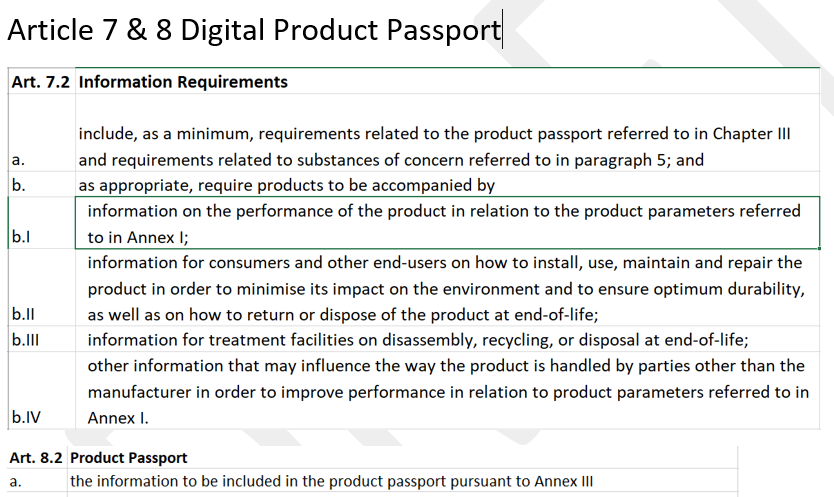 Article 7 & 8 Digital Product Passport
Art. 7.2 Information Requirements
include, as a minimum, requirements related to the product passport referred to in Chapter III
a. and requirements related to substances of concern referred to in paragraph 5; and
b. as appropriate, require products to be accompanied by
information on the performance of the product in relation to the product parameters referred
b.I to in Annex I;
information for consumers and other end-users on how to install, use, maintain and repair the
product in order to minimise its impact on the environment and to ensure optimum durability,
b.II as well as on how to return or dispose of the product at end-of-life;
b.III information for treatment facilities on disassembly, recycling, or disposal at end-of-life;
other information that may influence the way the product is handled by parties other than the
manufacturer in order to improve performance in relation to product parameters referred to in
b.IV Annex I.
Art. 8.2 Product Passport
a. the information to be included in the product passport pursuant to Annex III